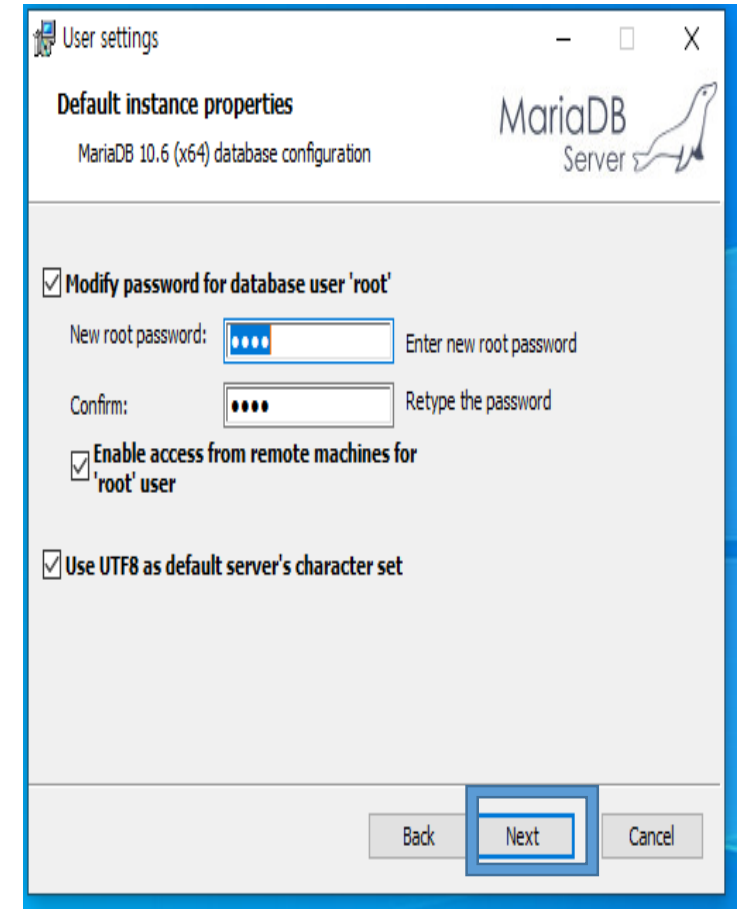 User settings
Default instance properties
MariaDB 10.6 (x64) database configuration
MariaDB
Server
Modify password for database user 'root'
New root password: •••• Enter new root password
Confirm: •••• Retype the password
Enable access from remote machines for
'root' user
Use UTF8 as default server's character set
Back Next Cancel